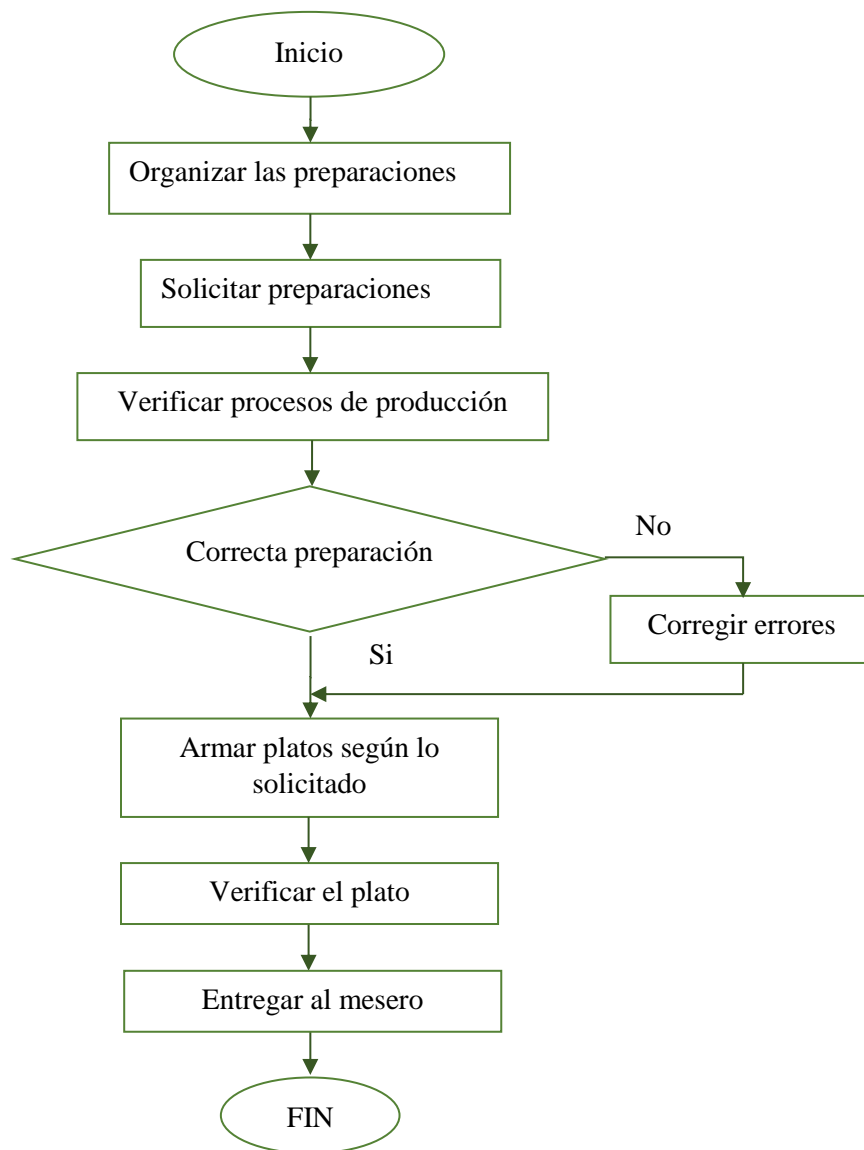 Inicio
Organizar las preparaciones
Solicitar preparaciones
Verificar procesos de producción
Correcta preparación
No
Corregir errores
Si
Armar platos según lo
solicitado
Verificar el plato
Entregar al mesero
FIN